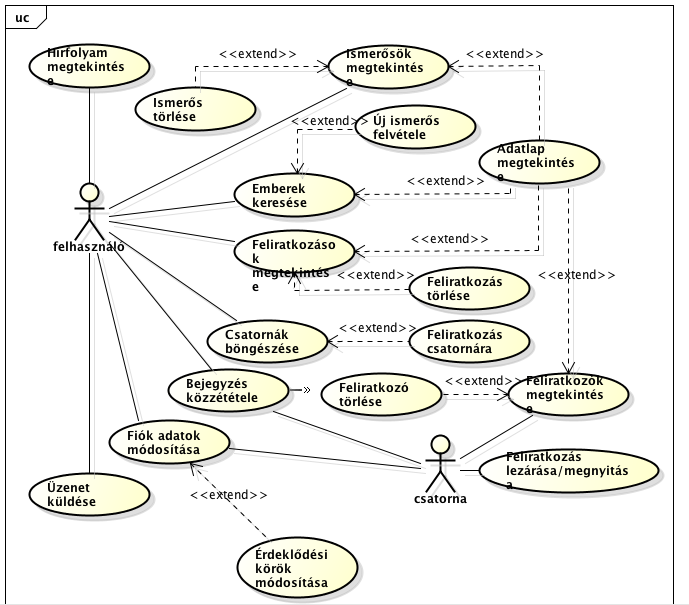 uc
Hírfolyam
megtekintés
e
<<extend>>
Ismerősök
megtekintés
e
<<extend>>
Ismerős
törlése
<<extend>>
Új ismerős
felvétele
Adatlap
megtekintés
e
Emberek
keresése
<<extend>>
felhasználó
Feliratkozáso
k
megtekintés
e
<<extend>>
<<extend>>
<<extend>>
Feliratkozás
törlése
Csatornák
böngészése
<<extend>>
Feliratkozás
csatornára
Bejegyzés
közzététele
Feliratkozó
törlése
<<extend>>
Feliratkozók
megtekintés
e
Fiók adatok
módosítása
Feliratkozás
lezárása/megnyitás
a
csatorna
Üzenet
küldése
<<extend>>
Érdeklődési
körök
módosítása